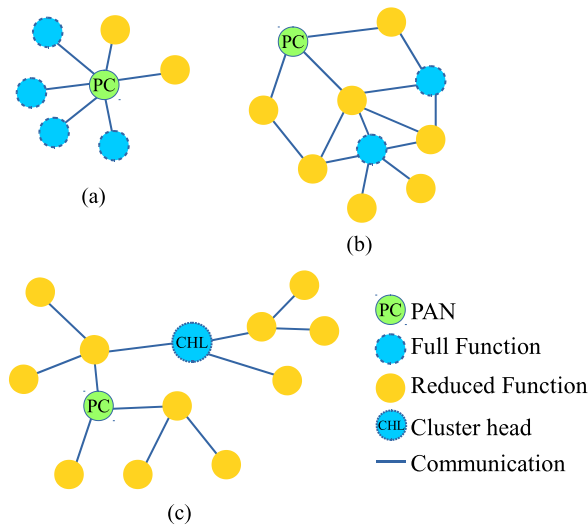 PC
(a)
PC
(b)
CHL
PC
(c)
PC PAN
Full Function
Reduced Function
CHL Cluster head
Communication